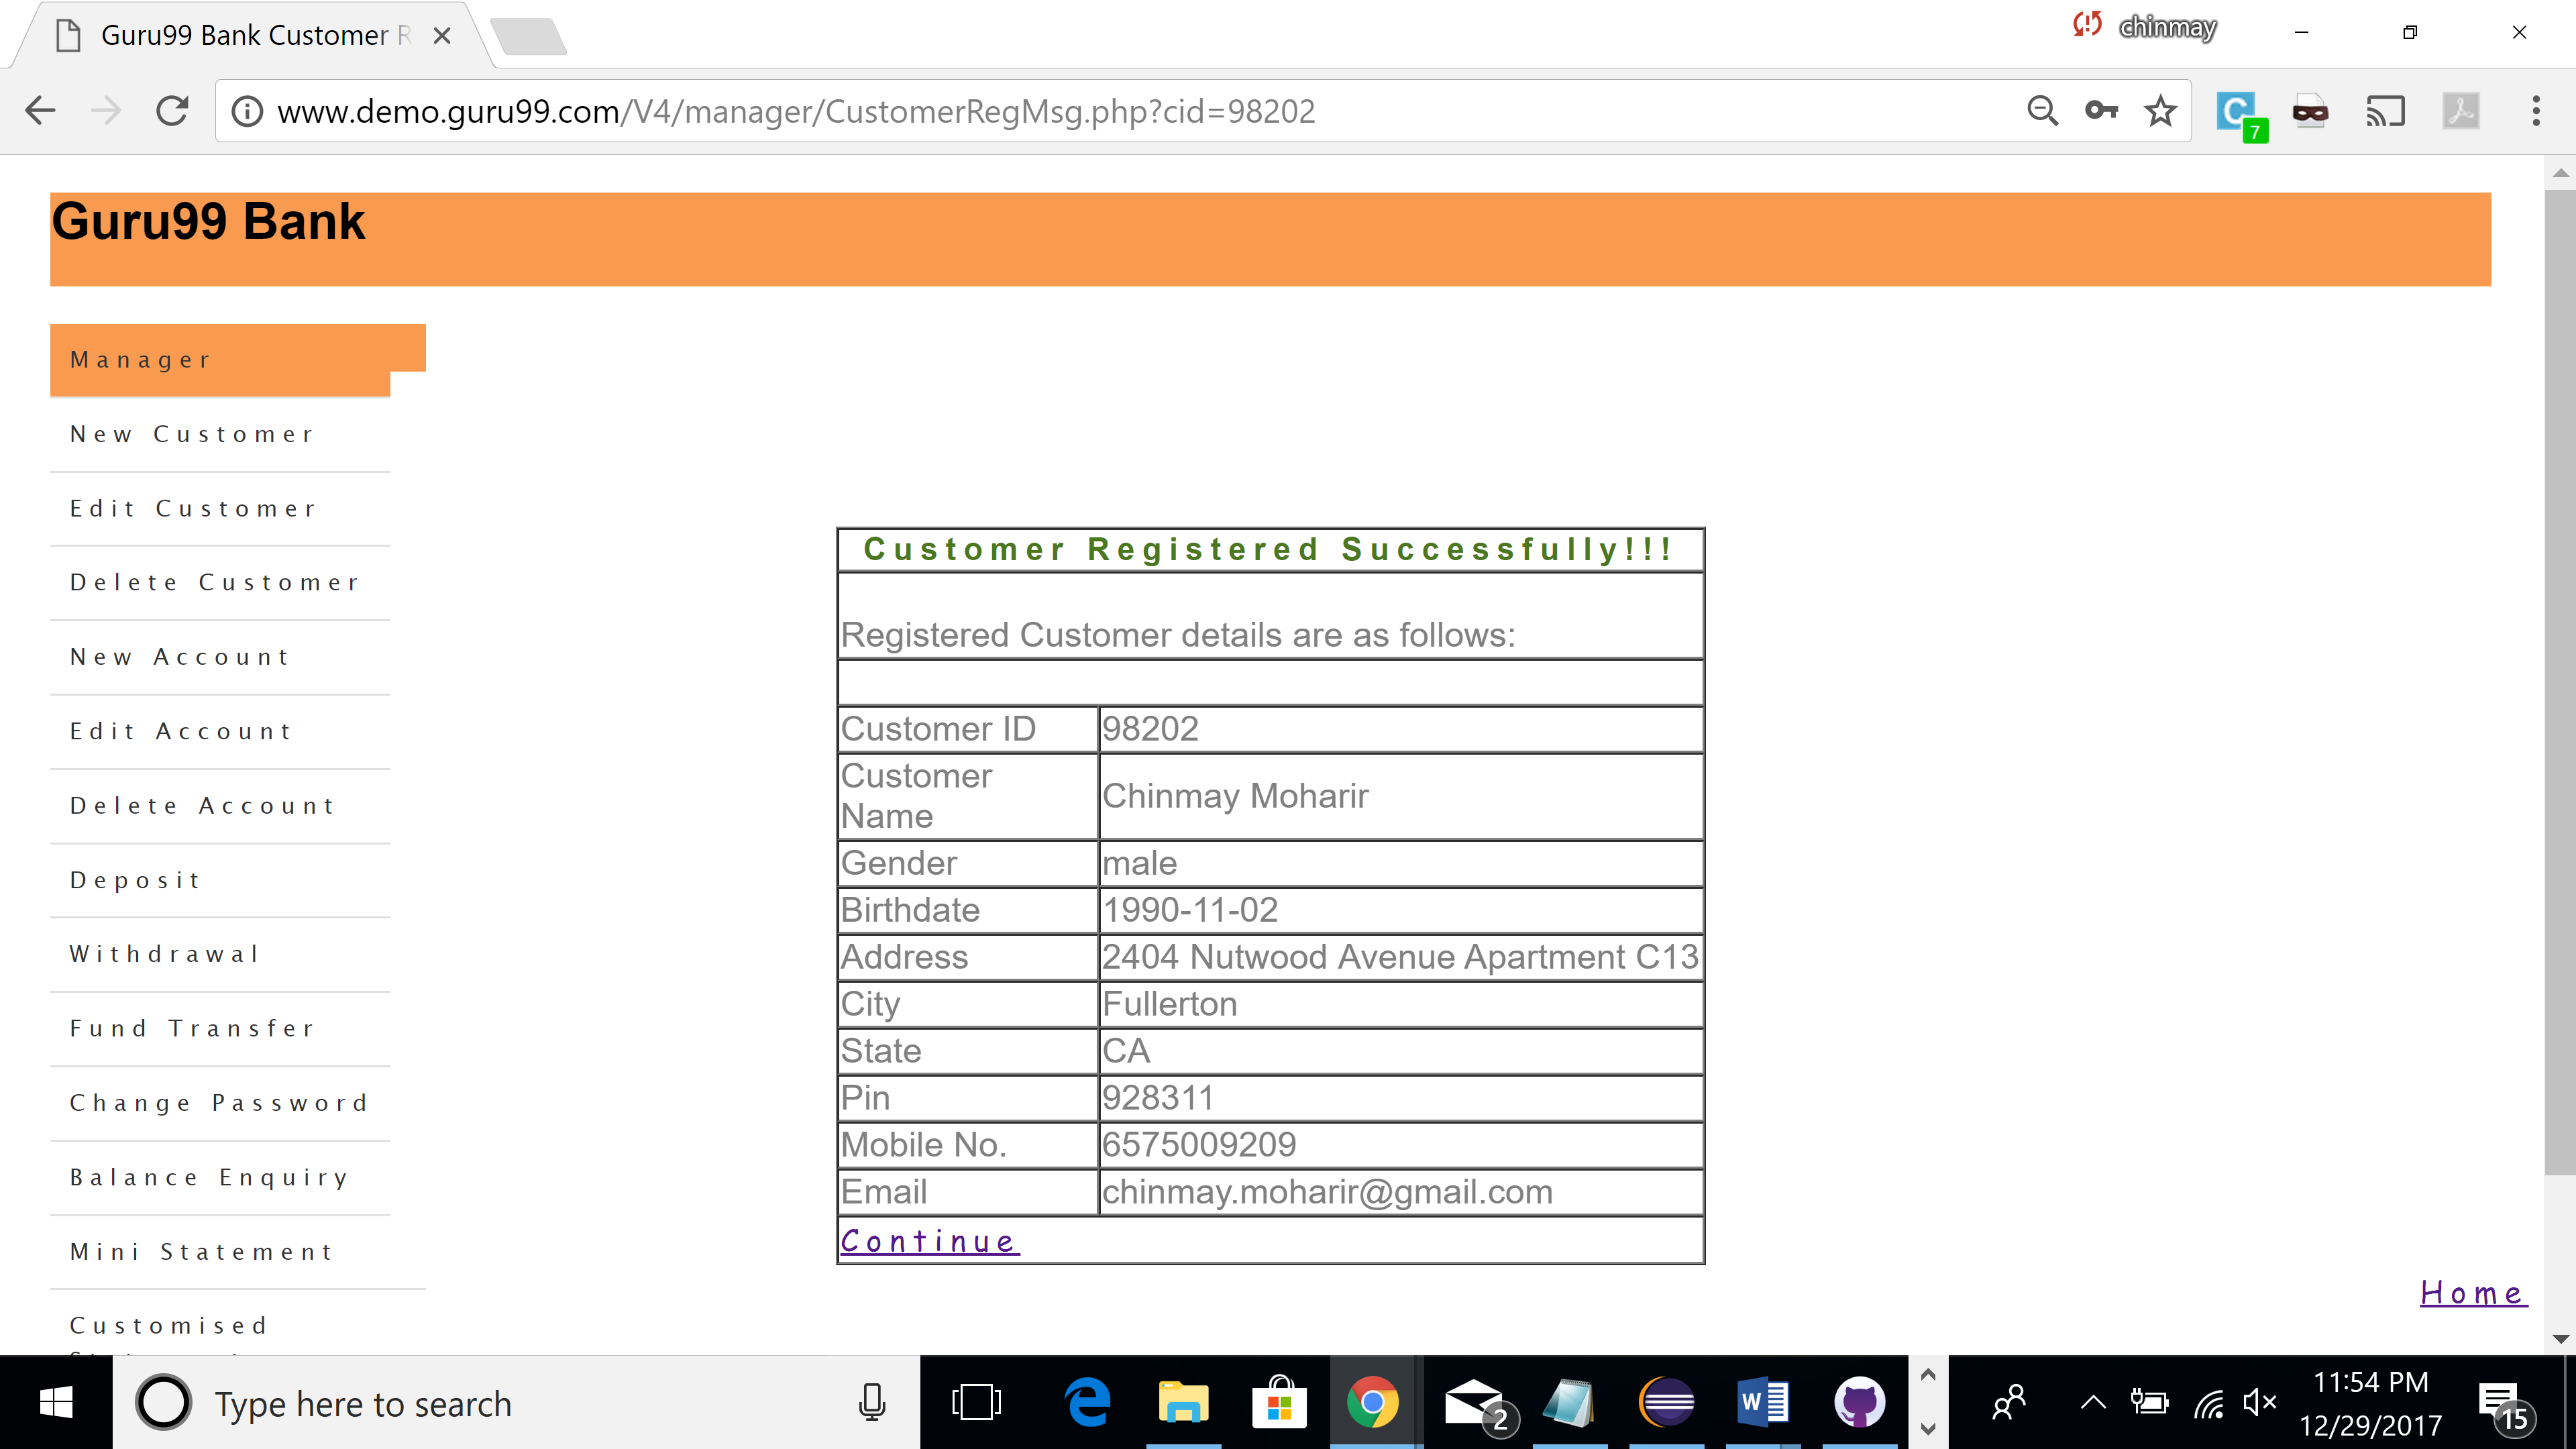 Guru99 Bank Customer R
chinmay
www.demo.guru99.com/V4/manager/CustomerRegMsg.php?cid=98202
C
7
Guru99 Bank
Manager
New Customer
Edit Customer
Delete Customer
New Account
Edit Account
Delete Account
Deposit
Withdrawal
Fund Transfer
Change Password
Balance Enquiry
Mini Statement
Customised
Customer Registered Successfully!!!
Registered Customer details are as follows:
Customer ID 98202
Customer Name Chinmay Moharir
Gender male
Birthdate 1990-11-02
Address 2404 Nutwood Avenue Apartment C13
City Fullerton
State CA
Pin 928311
Mobile No. 6575009209
Email chinmay.moharir@gmail.com
Continue
Home
Type here to search
2
W
11:54 PM
12/29/2017
15